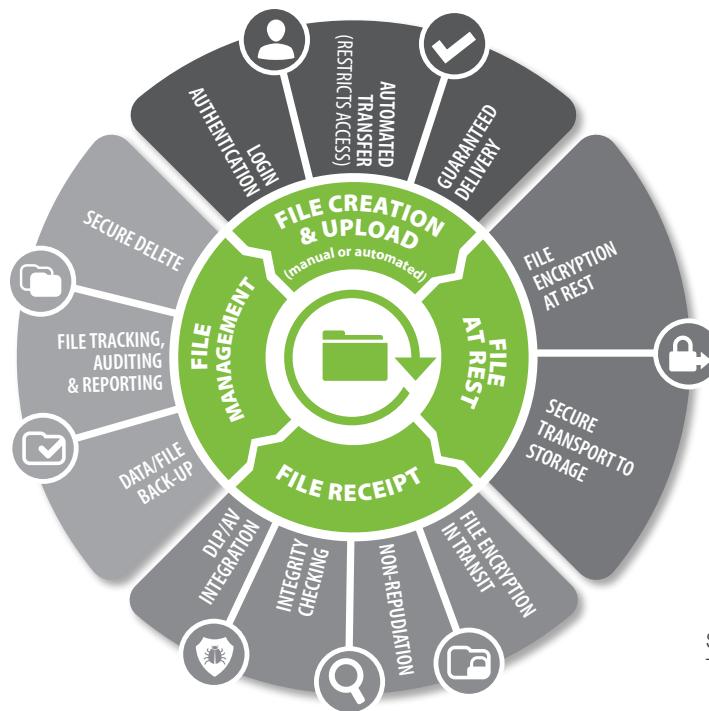 LOGIN
AUTHENTICATION
AUTOMATED
TRANSFER
(RESTRICTS ACCESS)
GUARANTEED
DELIVERY
FILE CREATION
& UPLOAD
(manual or automated)
FILE
AT REST
FILE
ENCRYPTION
AT REST
SECURE
TRANSPORT TO
STORAGE
FILE RECEIPT
FILE ENCRYPTION
IN TRANSIT
NON-REPUDIATION
INTEGRITY
CHECKING
DLP/AV
INTEGRATION
FILE
MANAGEMENT
DATA/FILE
BACK-UP
FILE TRACKING,
AUDITING
& REPORTING
SECURE DELETE